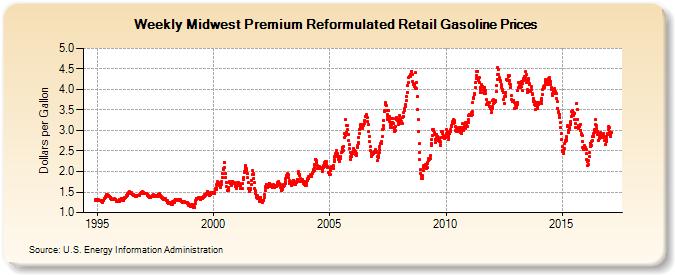 Weekly Midwest Premium Reformulated Retail Gasoline Prices
Dollars per Gallon
5.0
4.5
4.0
3.5
3.0
2.5
2.0
1.5
1.0
1995 2000 2005 2010 2015
Source: U.S. Energy Information Administration